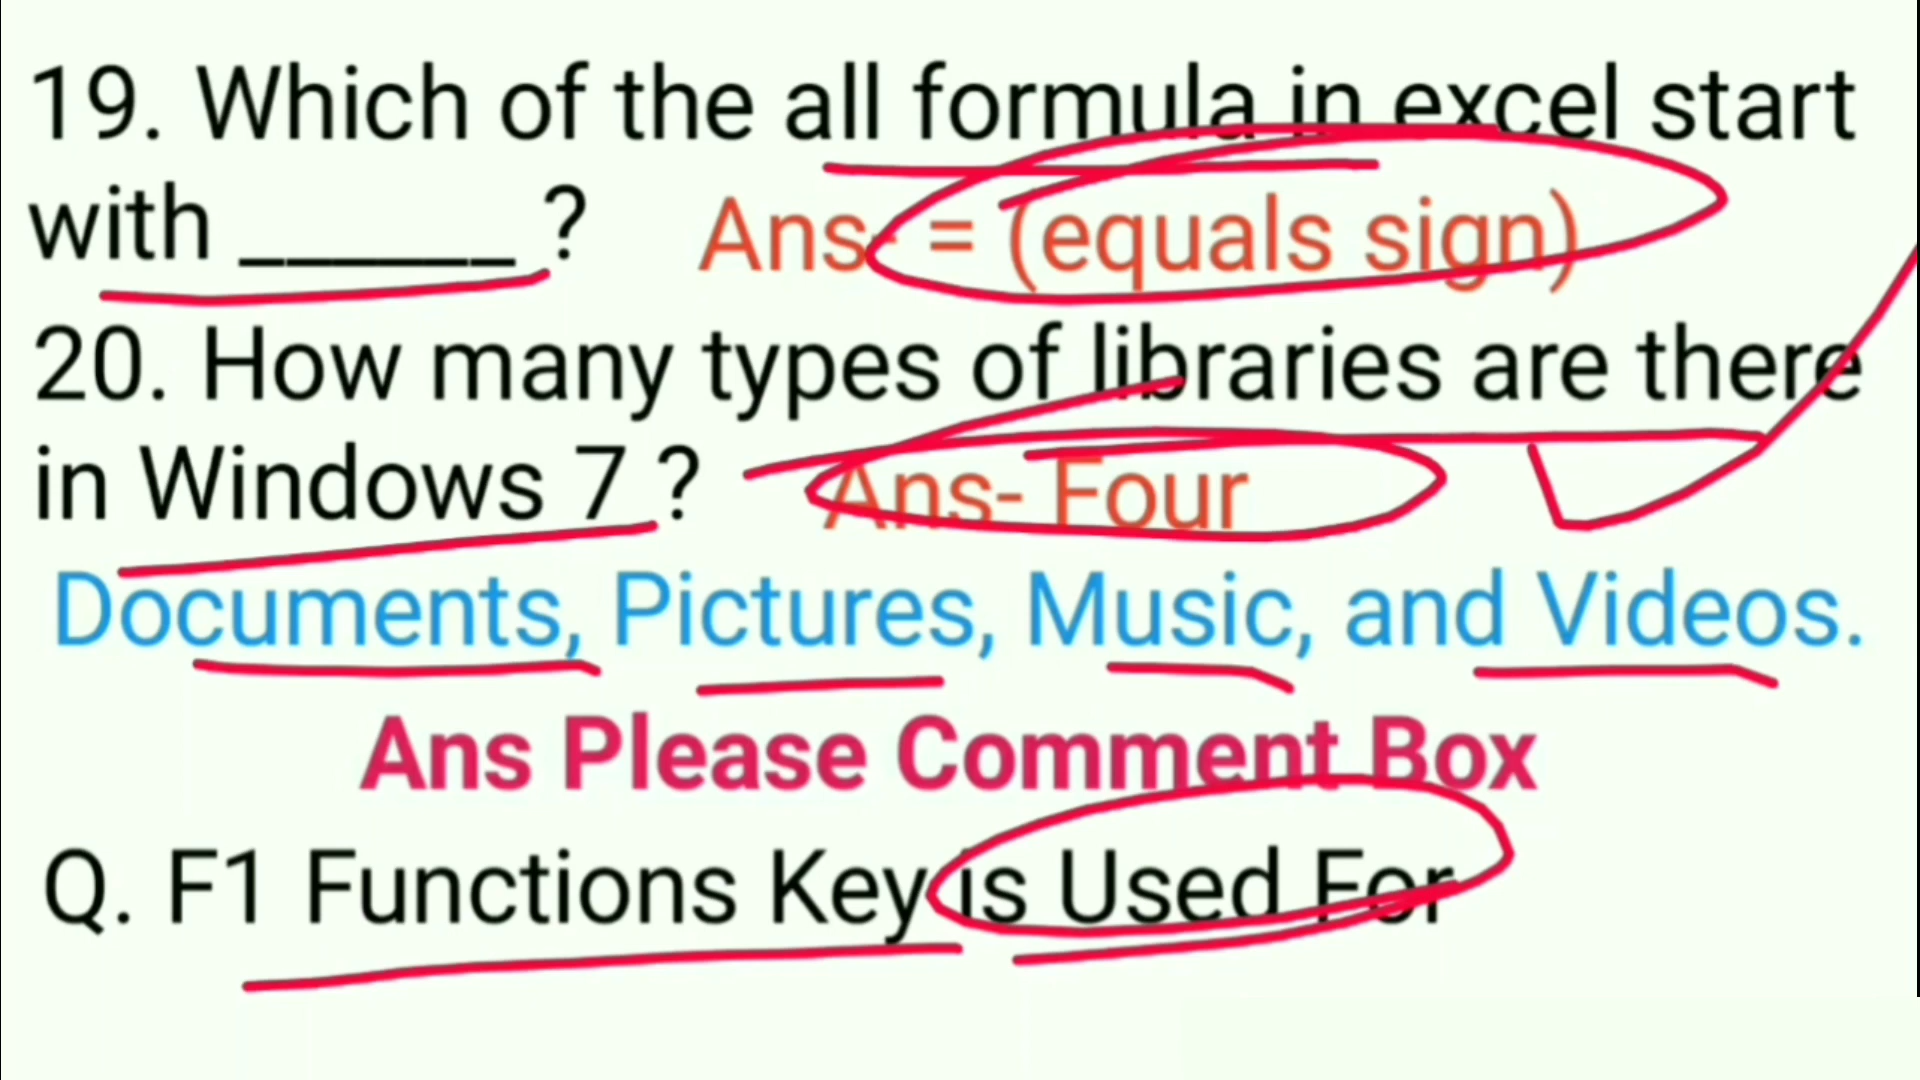 19. Which of the all formula in excel start
with ______ ? Ans- = (equals sign)
20. How many types of libraries are there
in Windows 7 ? Ans- Four
Documents, Pictures, Music, and Videos.
Ans Please Comment Box
Q. F1 Functions Key is Used For